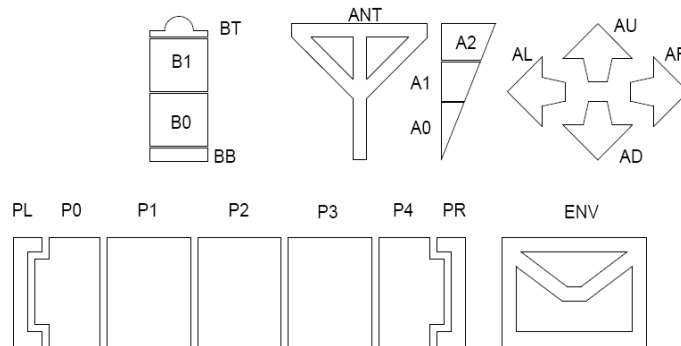 BT
ANT
A2
AU
B1
AL
AR
A1
B0
A0
BB
AD
PL P0 P1 P2 P3 P4 PR ENV